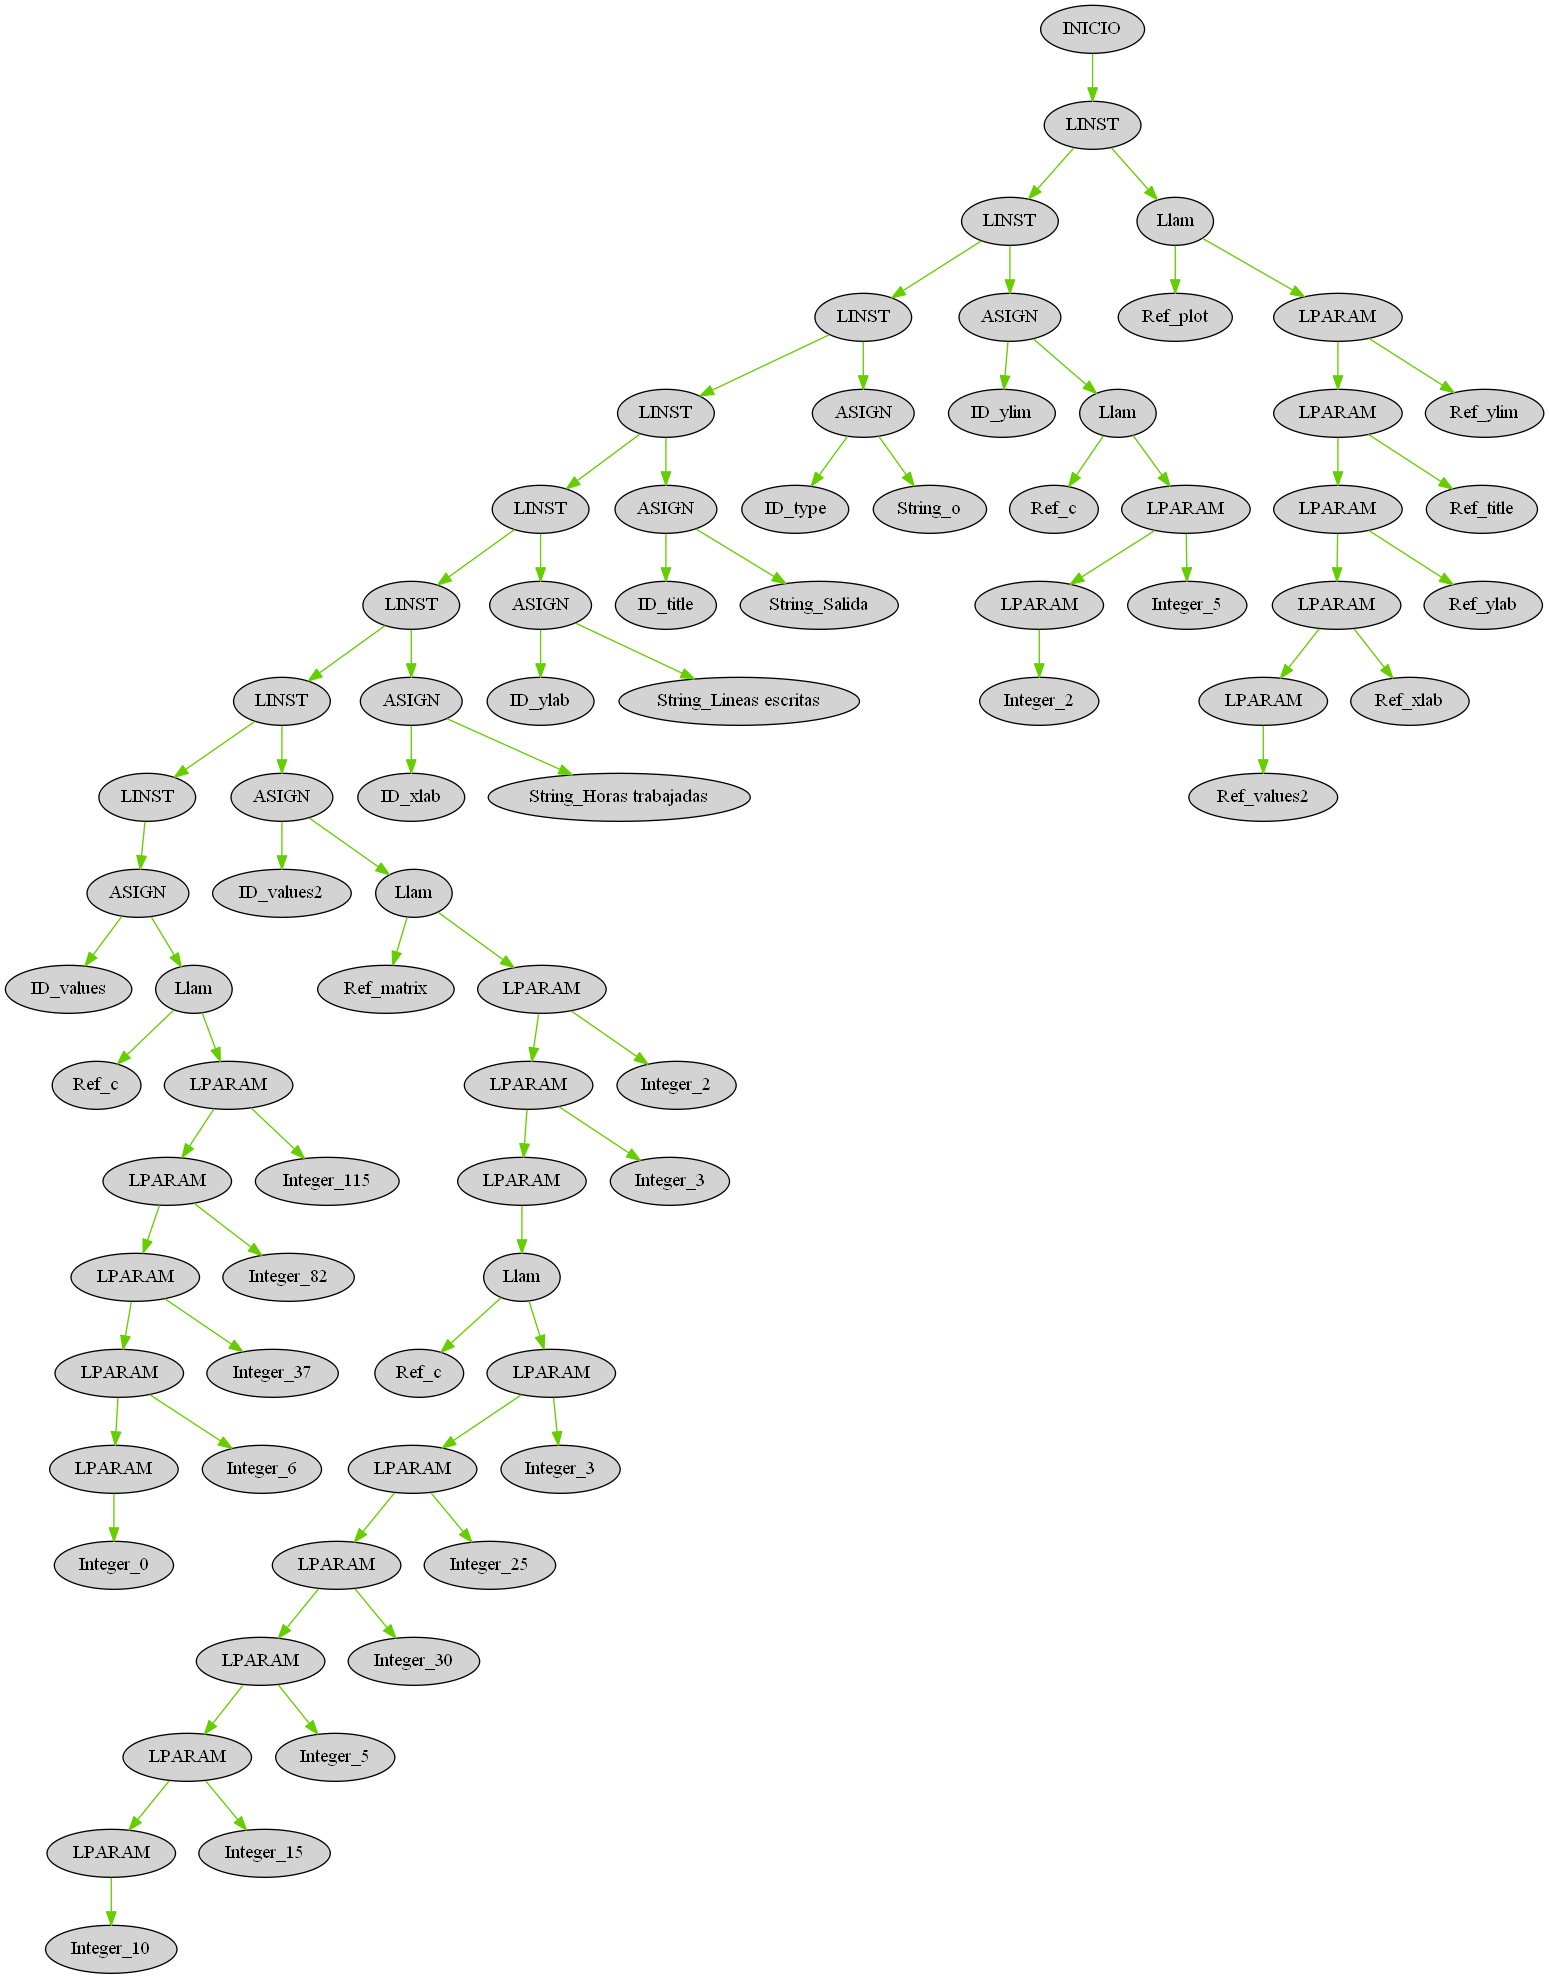 INICIO
LINST
LINST Llam
LINST ASIGN Ref_plot LPARAM
LINST ASIGN ID_ylim Llam LPARAM Ref_ylim
LINST ASIGN ID_type String_o Ref_c LPARAM LPARAM Ref_title
LINST ASIGN ID_title String_Salida LPARAM Integer_5 LPARAM Ref_ylab
LINST ASIGN ID_ylab String_Lineas escritas Integer_2 LPARAM Ref_xlab
LINST ASIGN ID_xlab String_Horas trabajadas Ref_values2
ASIGN ID_values2 Llam
ID_values Llam Ref_matrix LPARAM
Ref_c LPARAM LPARAM Integer_2
LPARAM Integer_115 LPARAM Integer_3
LPARAM Integer_82 Llam
LPARAM Integer_37 Ref_c LPARAM
LPARAM Integer_6 LPARAM Integer_3
Integer_0 LPARAM Integer_25
LPARAM Integer_30
LPARAM Integer_5
LPARAM Integer_15
Integer_10